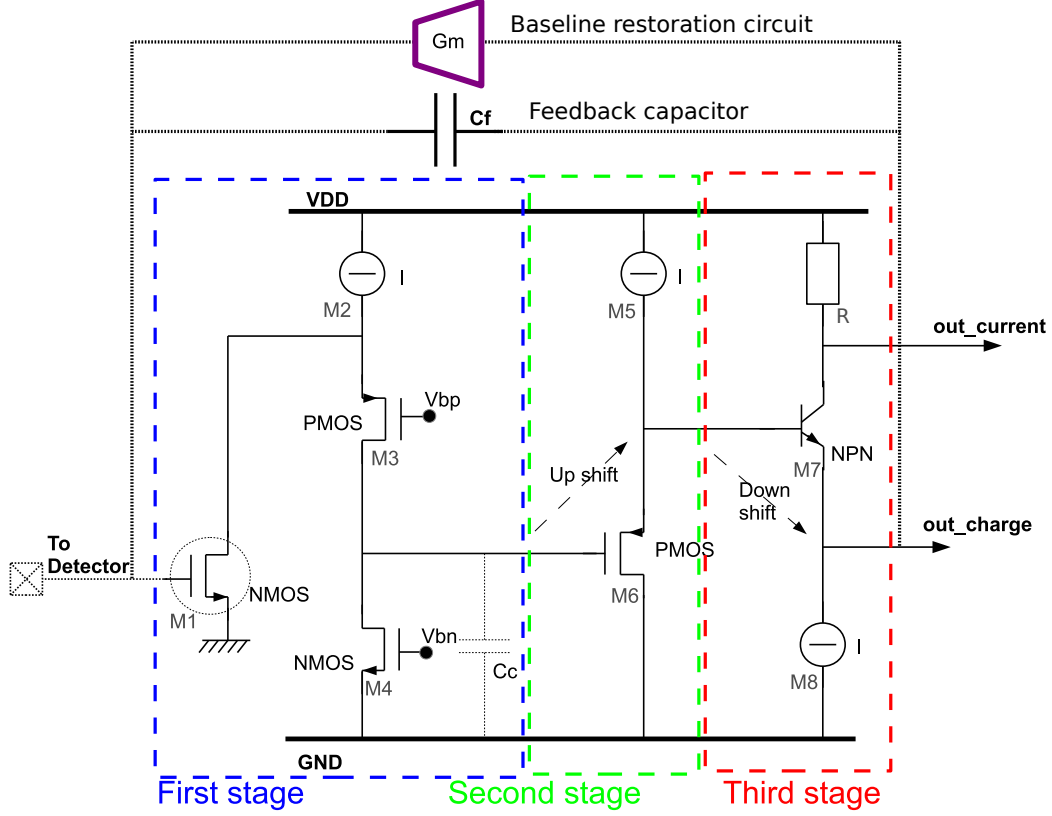 Baseline restoration circuit
Gm
Feedback capacitor
Cf
VDD
I
M2
I
M5
R
out_current
Vbp
PMOS
M3
NPN
M7
Up shift
Down
shift
out_charge
To
Detector
PMOS
NMOS
M6
M1
Vbn
NMOS
I
Cc
M4
M8
GND
First stage
Second stage
Third stage